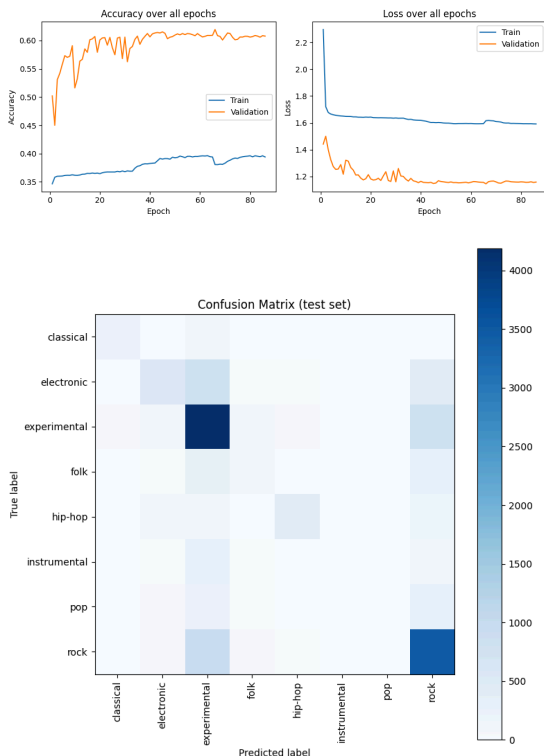 Accuracy over all epochs
0.60
0.55
0.50
0.45
0.40
0.35
Accuracy
Train
Validation
0
20
40
60
80
Epoch
Loss over all epochs
2.2
2.0
1.8
1.6
1.4
1.2
Loss
Train
Validation
0
20
40
60
80
Epoch
Confusion Matrix (test set)
True label
classical
electronic
experimental
folk
hip-hop
instrumental
pop
rock
classical
electronic
experimental
folk
hip-hop
instrumental
pop
rock
Predicted label
4000
3500
3000
2500
2000
1500
1000
500
0